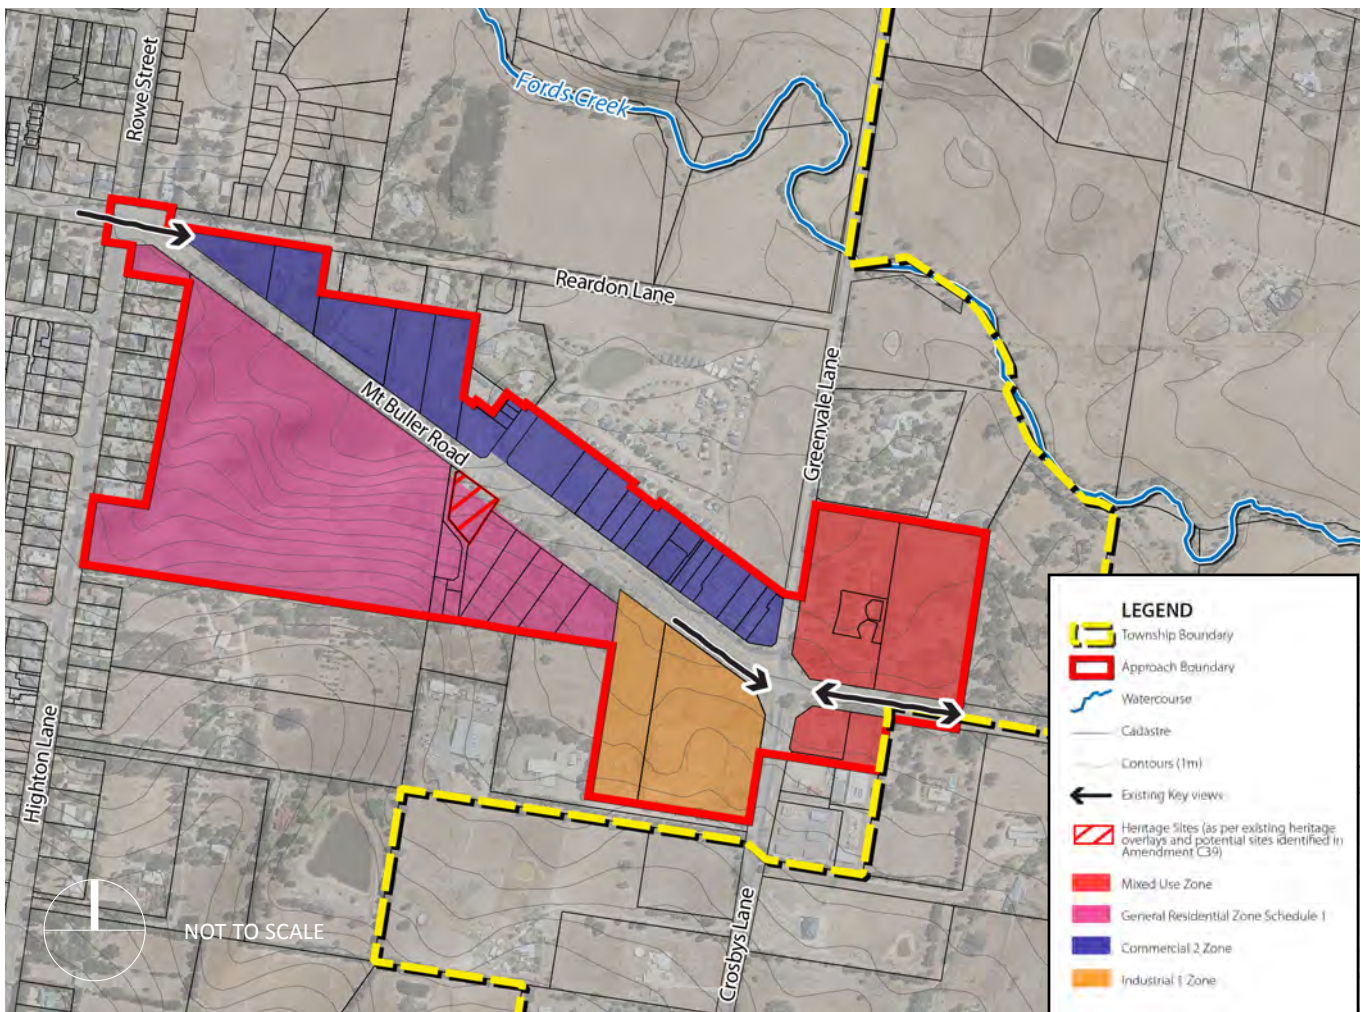 Rowe Street
Fords Creek
Reardon Lane
Mt Buller Road
Greenvale Lane
Highton Lane
Crosbys Lane
NOT TO SCALE
LEGEND
Township Boundary
Approach Boundary
Watercourse
Cadastre
Contours (1m)
Existing Key views
Heritage Sites (as per existing heritage
overlays and potential sites identified in
Amendment C39)
Mixed Use Zone
General Residential Zone Schedule 1
Commercial 2 Zone
Industrial 1 Zone